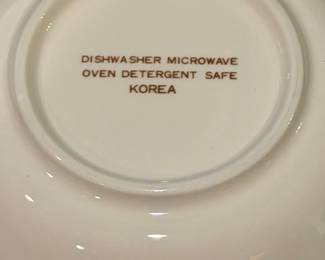 DISHWASHER MICROWAVE
OVEN DETERGENT SAFE
KOREA